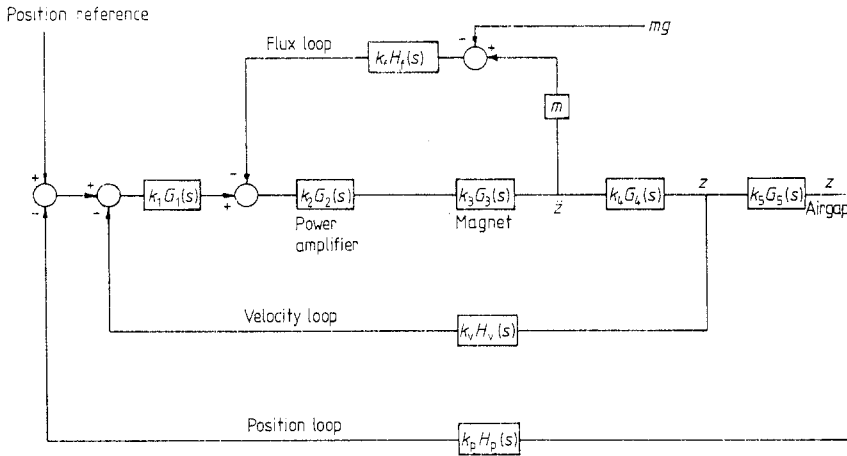 Position reference
mg
Flux loop
k_f H_f(s)
m
k_1 G_1(s)
k_2 G_2(s)
k_3 G_3(s)
z̈
k_4 G_4(s)
z
k_5 G_5(s)
z
Power
amplifier
Magnet
Airgap
Velocity loop
k_v H_v(s)
Position loop
k_p H_p(s)